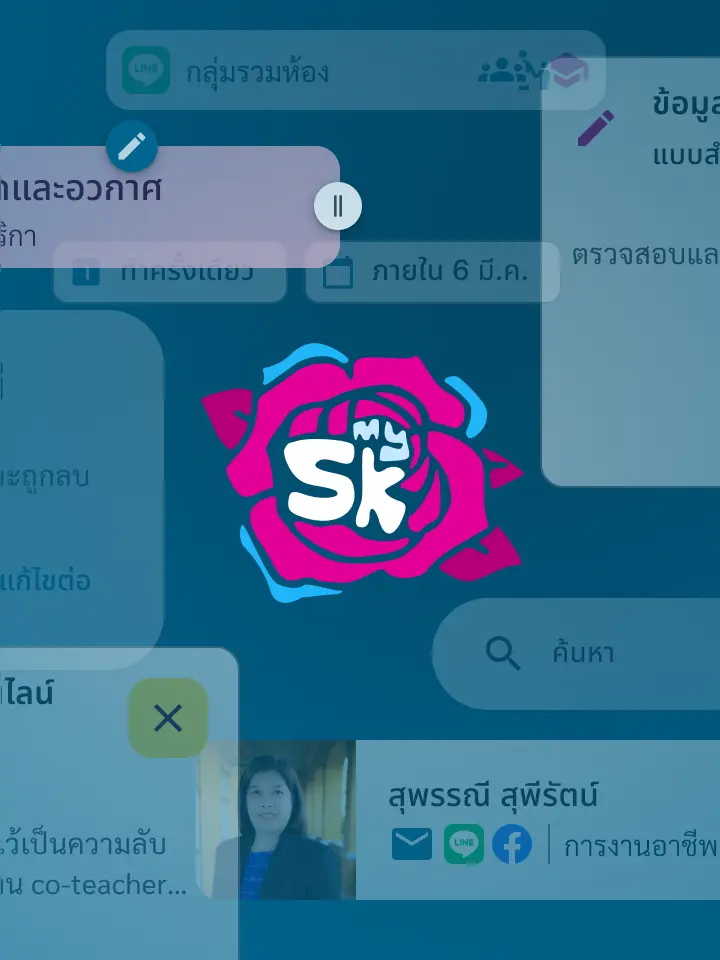 LINE กลุ่มรวมห้อง
ข้อมูล
แบบสำ
และอวกาศ
ริกา
ทำครั้งเดียว
ภายใน 6 มี.ค.
ตรวจสอบและ
my
Sk
ะถูกลบ
แก้ไขต่อ
ค้นหา
ไลน์
สุพรรณี สุพีรัตน์
LINE การงานอาชีพ
ว้เป็นความลับ
co-teacher...